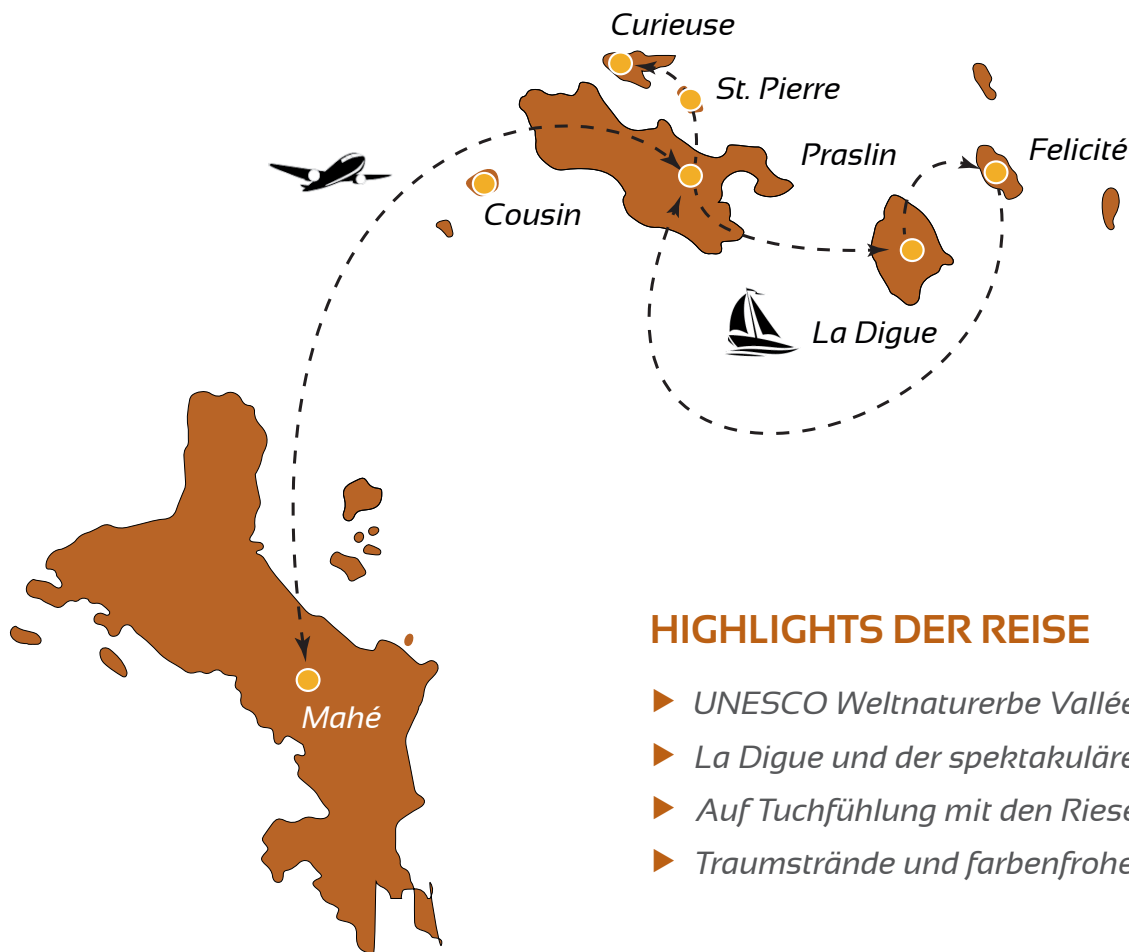 Curieuse
St. Pierre
Praslin
Felicité
Cousin
La Digue
Mahé
HIGHLIGHTS DER REISE
UNESCO Weltnaturerbe Vallée
La Digue und der spektakuläre
Auf Tuchfühlung mit den Riese
Traumstrände und farbenfrohe